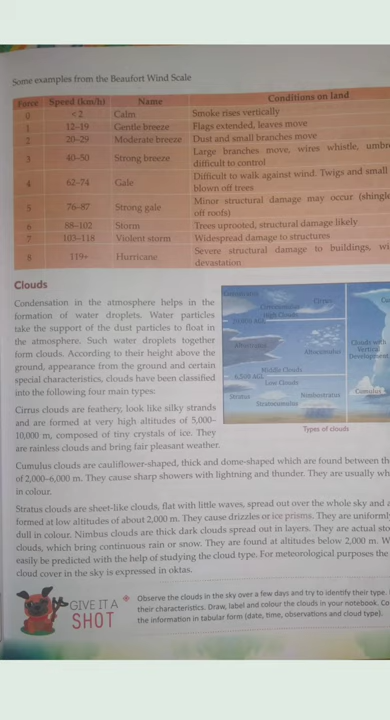 Some examples from the Beaufort Wind Scale
Force Speed (km/h) Name Conditions on land
0 <2 Calm Smoke rises vertically
1 12–19 Gentle breeze Flags extended, leaves move
2 20–29 Moderate breeze Dust and small branches move
3 40–50 Strong breeze Large branches move, wires whistle, umbre
difficult to control
4 62–74 Gale Difficult to walk against wind. Twigs and small
blown off trees
5 76–87 Strong gale Minor structural damage may occur (shingle
off roofs)
6 88–102 Storm Trees uprooted, structural damage likely
7 103–118 Violent storm Widespread damage to structures
8 119+ Hurricane Severe structural damage to buildings, wi
devastation
Clouds
Condensation in the atmosphere helps in the
formation of water droplets. Water particles
take the support of the dust particles to float in
the atmosphere. Such water droplets together
form clouds. According to their height above the
ground, appearance from the ground and certain
special characteristics, clouds have been classified
into the following four main types:
Cirrus clouds are feathery, look like silky strands
and are formed at very high altitudes of 5,000–
10,000 m, composed of tiny crystals of ice. They
are rainless clouds and bring fair pleasant weather.
Cirrus
High Clouds
Altocumulus
Middle Clouds
Clouds with
Vertical
Development
6,500 AGL
Low Clouds
Stratus
Nimbostratus
Stratocumulus
Cumulus
Types of clouds
Cumulus clouds are cauliflower-shaped, thick and dome-shaped which are found between the
of 2,000–6,000 m. They cause sharp showers with lightning and thunder. They are usually wh
in colour.
Stratus clouds are sheet-like clouds, flat with little waves, spread out over the whole sky and a
formed at low altitudes of about 2,000 m. They cause drizzles or ice prisms. They are uniformly
dull in colour. Nimbus clouds are thick dark clouds spread out in layers. They are actual sto
clouds, which bring continuous rain or snow. They are found at altitudes below 2,000 m. W
easily be predicted with the help of studying the cloud type. For meteorological purposes the
cloud cover in the sky is expressed in oktas.
GIVE IT A
SHOT
Observe the clouds in the sky over a few days and try to identify their type.
their characteristics. Draw, label and colour the clouds in your notebook. Co
the information in tabular form (date, time, observations and cloud type).